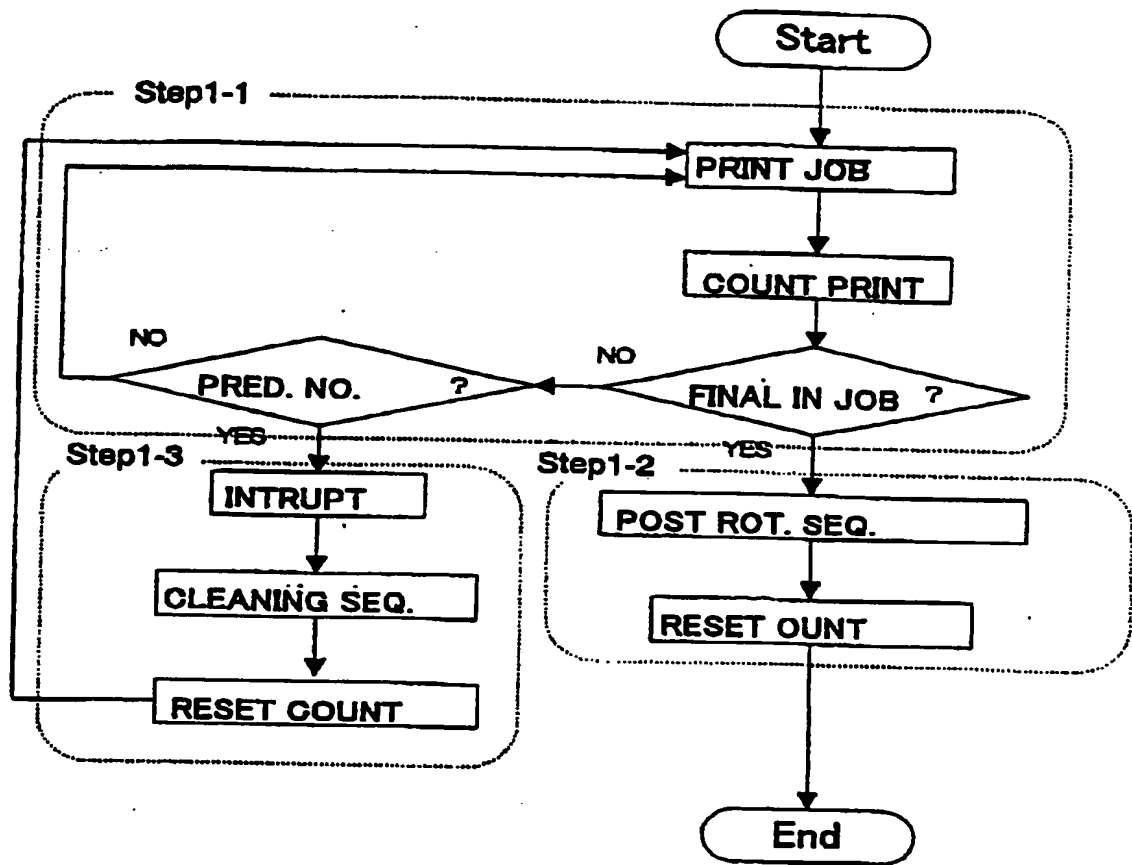 Start
Step1-1
PRINT JOB
COUNT PRINT
NO
NO
PRED. NO. ?
FINAL IN JOB ?
YES
YES
Step1-3
Step1-2
INTRUPT
POST ROT. SEQ.
CLEANING SEQ.
RESET OUNT
RESET COUNT
End